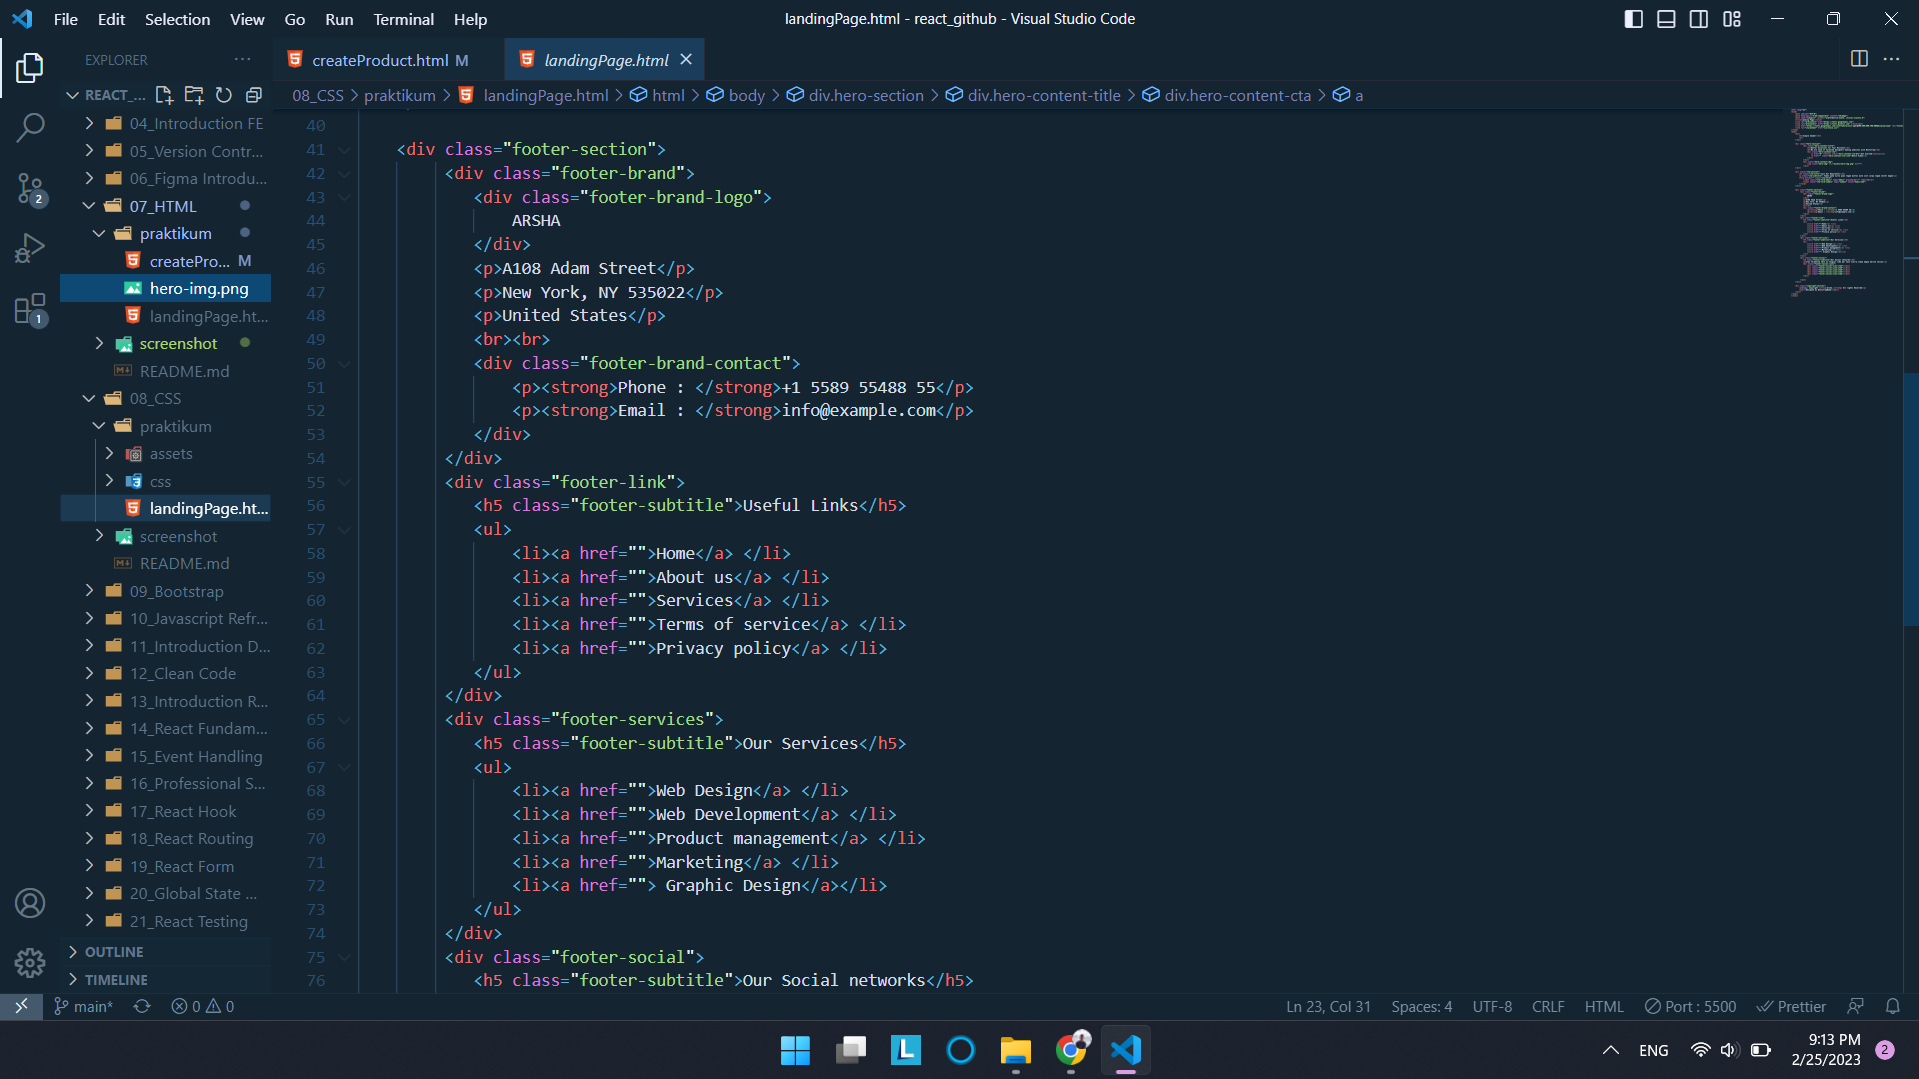 File Edit Selection View Go Run Terminal Help
landingPage.html - react_github - Visual Studio Code
EXPLORER ···
createProduct.html M
landingPage.html
REACT_...
08_CSS > praktikum > landingPage.html > html > body > div.hero-section > div.hero-content-title > div.hero-content-cta > a
04_Introduction FE
05_Version Contr...
06_Figma Introdu...
07_HTML
praktikum
createPro... M
hero-img.png
landingPage.ht...
screenshot
README.md
08_CSS
praktikum
assets
css
landingPage.ht...
screenshot
README.md
09_Bootstrap
10_Javascript Refr...
11_Introduction D...
12_Clean Code
13_Introduction R...
14_React Fundam...
15_Event Handling
16_Professional S...
17_React Hook
18_React Routing
19_React Form
20_Global State ...
21_React Testing
OUTLINE
TIMELINE
2
1
40
41 <div class="footer-section">
42 <div class="footer-brand">
43 <div class="footer-brand-logo">
44 ARSHA
45 </div>
46 <p>A108 Adam Street</p>
47 <p>New York, NY 535022</p>
48 <p>United States</p>
49 <br><br>
50 <div class="footer-brand-contact">
51 <p><strong>Phone : </strong>+1 5589 55488 55</p>
52 <p><strong>Email : </strong>info@example.com</p>
53 </div>
54 </div>
55 <div class="footer-link">
56 <h5 class="footer-subtitle">Useful Links</h5>
57 <ul>
58 <li><a href="">Home</a> </li>
59 <li><a href="">About us</a> </li>
60 <li><a href="">Services</a> </li>
61 <li><a href="">Terms of service</a> </li>
62 <li><a href="">Privacy policy</a> </li>
63 </ul>
64 </div>
65 <div class="footer-services">
66 <h5 class="footer-subtitle">Our Services</h5>
67 <ul>
68 <li><a href="">Web Design</a> </li>
69 <li><a href="">Web Development</a> </li>
70 <li><a href="">Product management</a> </li>
71 <li><a href="">Marketing</a> </li>
72 <li><a href=""> Graphic Design</a></li>
73 </ul>
74 </div>
75 <div class="footer-social">
76 <h5 class="footer-subtitle">Our Social networks</h5>
main* 0 0
Ln 23, Col 31 Spaces: 4 UTF-8 CRLF HTML Port : 5500 Prettier
L
ENG
9:13 PM
2/25/2023
2